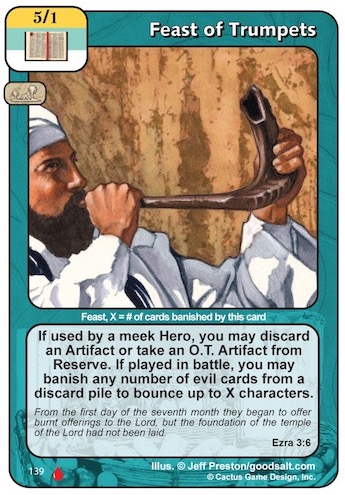 5/1
Feast of Trumpets
Feast, X = # of cards banished by this card
If used by a meek Hero, you may discard
an Artifact or take an O.T. Artifact from
Reserve. If played in battle, you may
banish any number of evil cards from a
discard pile to bounce up to X characters.
From the first day of the seventh month they began to offer
burnt offerings to the Lord, but the foundation of the temple
of the Lord had not been laid.
Ezra 3:6
Illus. © Jeff Preston/goodsalt.com
139
© Cactus Game Design, Inc.